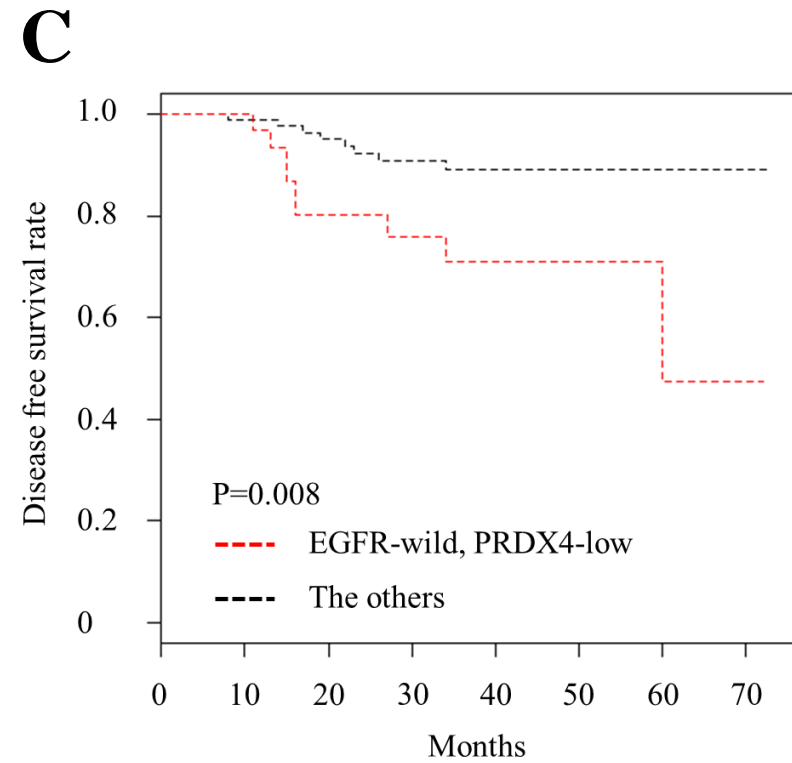 C
1.0
0.8
0.6
0.4
0.2
0
Disease free survival rate
P=0.008
EGFR-wild, PRDX4-low
The others
0 10 20 30 40 50 60 70
Months